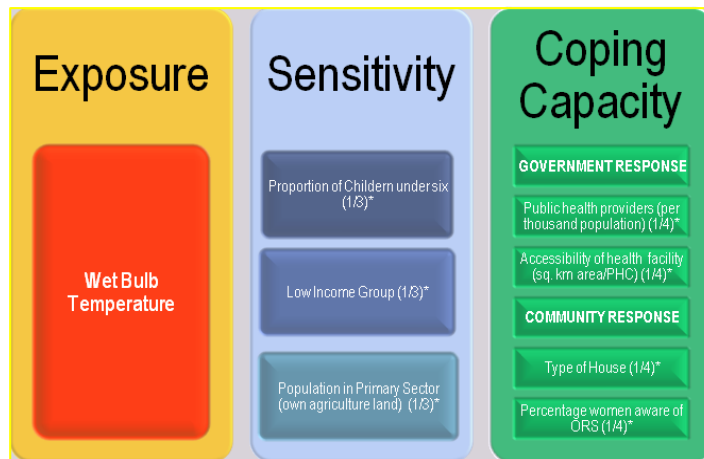 Exposure
Wet Bulb
Temperature
Sensitivity
Proportion of Childern under six
(1/3)*
Low Income Group (1/3)*
Population in Primary Sector
(own agriculture land) (1/3)*
Coping
Capacity
GOVERNMENT RESPONSE
Public health providers (per
thousand population) (1/4)*
Accessibility of health facility
(sq. km area/PHC) (1/4)*
COMMUNITY RESPONSE
Type of House (1/4)*
Percentage women aware of
ORS (1/4)*